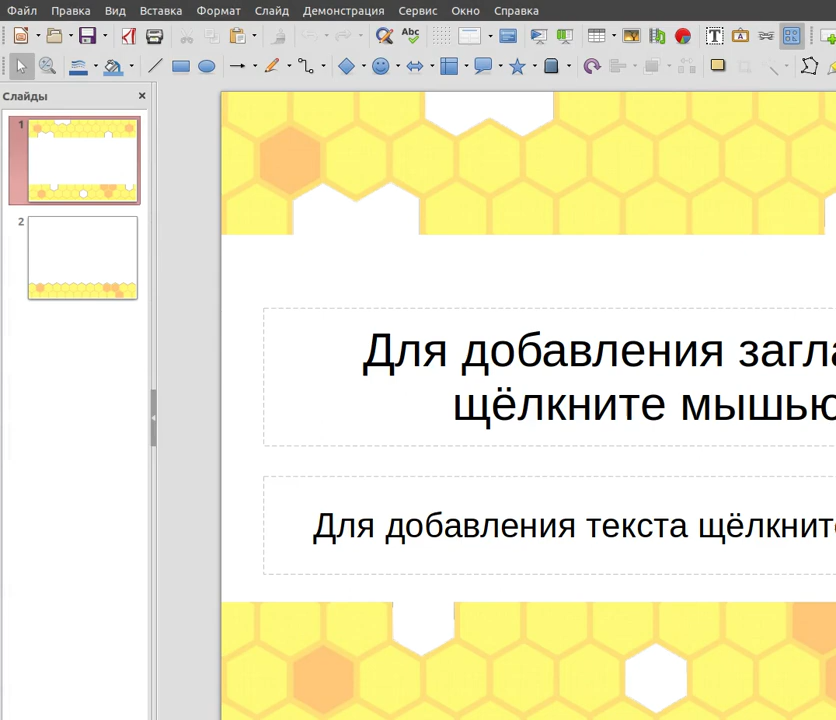 Файл Правка Вид Вставка Формат Слайд Демонстрация Сервис Окно Справка
Abc
T A
Слайды
1
2
Для добавления загла
щёлкните мышью
Для добавления текста щёлкните